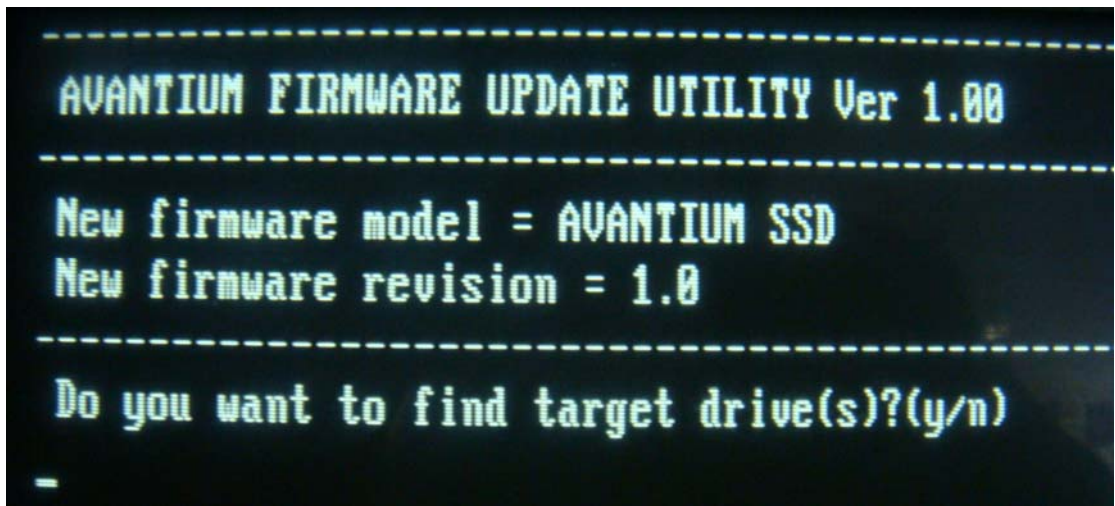 AVANTIUM FIRMWARE UPDATE UTILITY Ver 1.00
New firmware model = AVANTIUM SSD
New firmware revision = 1.0
Do you want to find target drive(s)?(y/n)